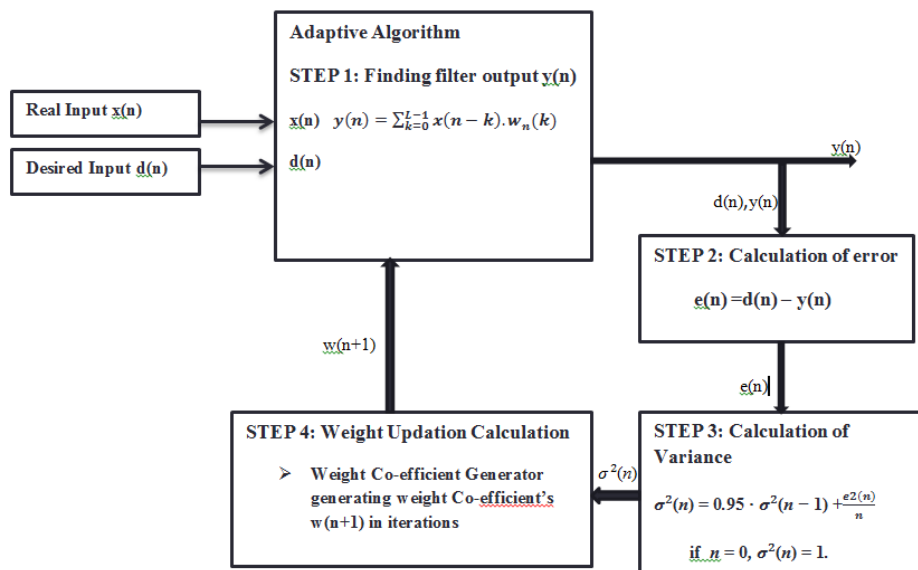 Adaptive Algorithm
STEP 1: Finding filter output y(n)
Real Input x(n)
x(n) y(n) = ∑_{k=0}^{L−1} x(n − k).w_n(k)
Desired Input d(n)
d(n)
y(n)
d(n),y(n)
STEP 2: Calculation of error
e(n) =d(n) – y(n)
w(n+1)
e(n)
STEP 4: Weight Updation Calculation
➤ Weight Co-efficient Generator
generating weight Co-efficient's
w(n+1) in iterations
σ²(n)
STEP 3: Calculation of
Variance
σ²(n) = 0.95 · σ²(n − 1) + e2(n)/n
if n = 0, σ²(n) = 1.